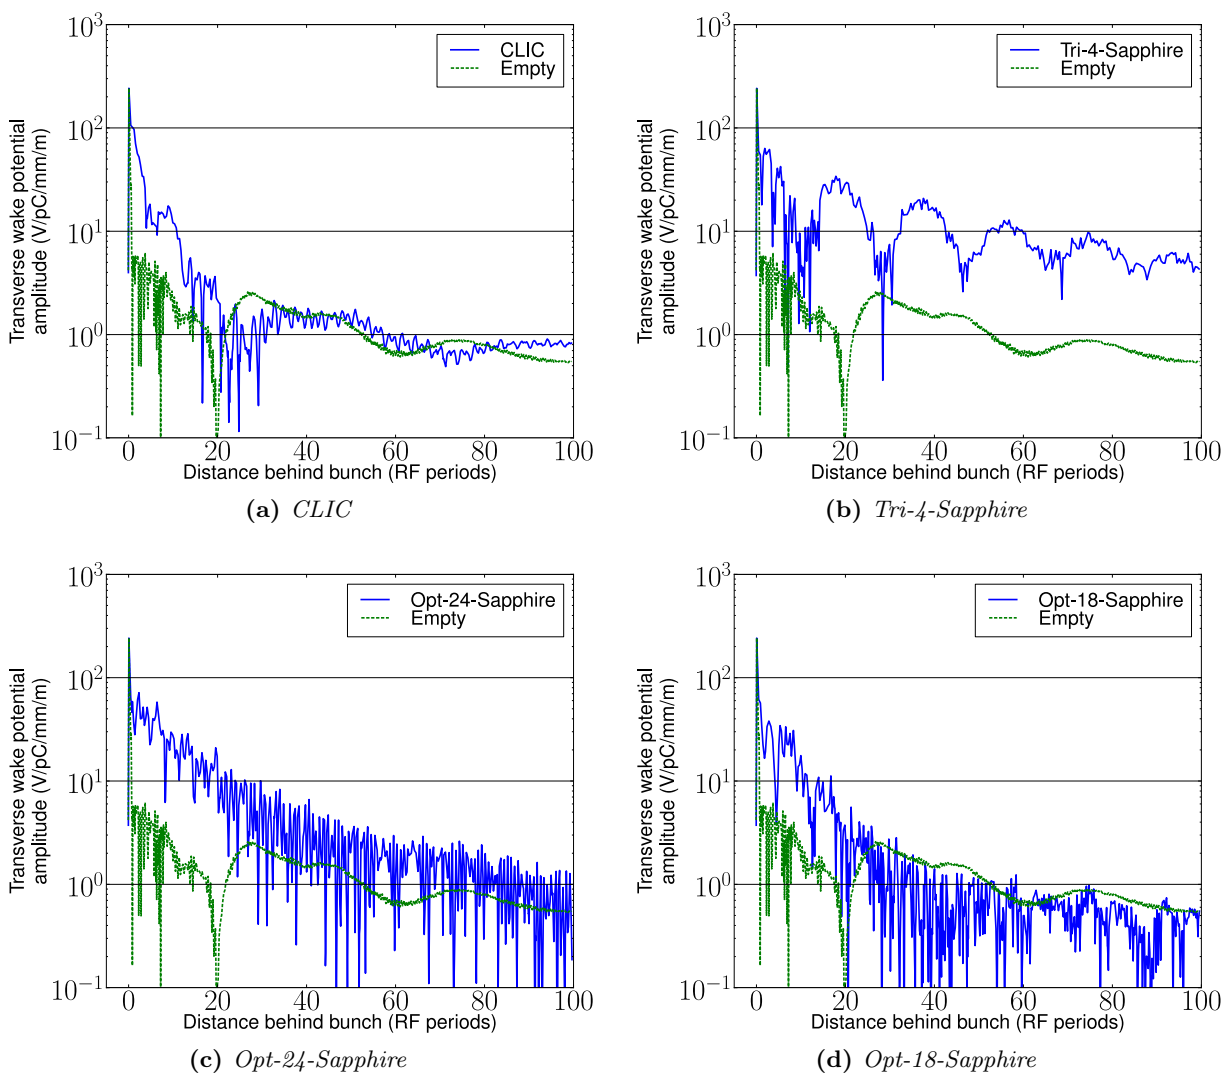 CLIC
Empty
Transverse wake potential
amplitude (V/pC/mm/m)
10³
10²
10¹
10⁰
10⁻¹
0 20 40 60 80 100
Distance behind bunch (RF periods)
(a) CLIC
Tri-4-Sapphire
Empty
Transverse wake potential
amplitude (V/pC/mm/m)
10³
10²
10¹
10⁰
10⁻¹
0 20 40 60 80 100
Distance behind bunch (RF periods)
(b) Tri-4-Sapphire
Opt-24-Sapphire
Empty
Transverse wake potential
amplitude (V/pC/mm/m)
10³
10²
10¹
10⁰
10⁻¹
0 20 40 60 80 100
Distance behind bunch (RF periods)
(c) Opt-24-Sapphire
Opt-18-Sapphire
Empty
Transverse wake potential
amplitude (V/pC/mm/m)
10³
10²
10¹
10⁰
10⁻¹
0 20 40 60 80 100
Distance behind bunch (RF periods)
(d) Opt-18-Sapphire